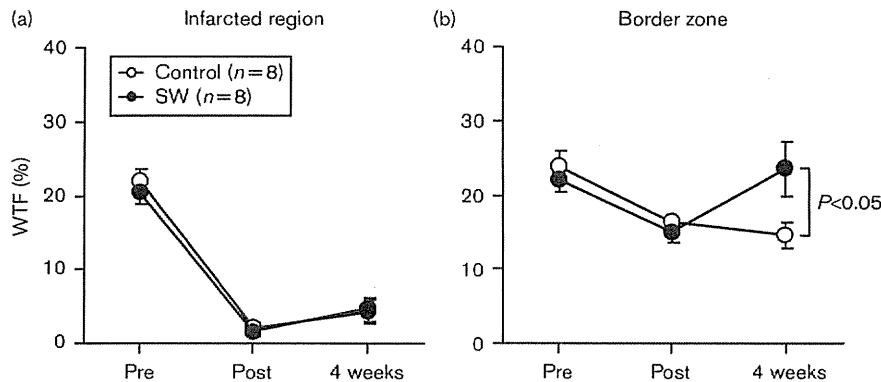 (a) Infarcted region
40
30
20
10
0
WTF (%)
Control (n=8)
SW (n=8)
Pre Post 4 weeks
(b) Border zone
40
30
20
10
0
P<0.05
Pre Post 4 weeks